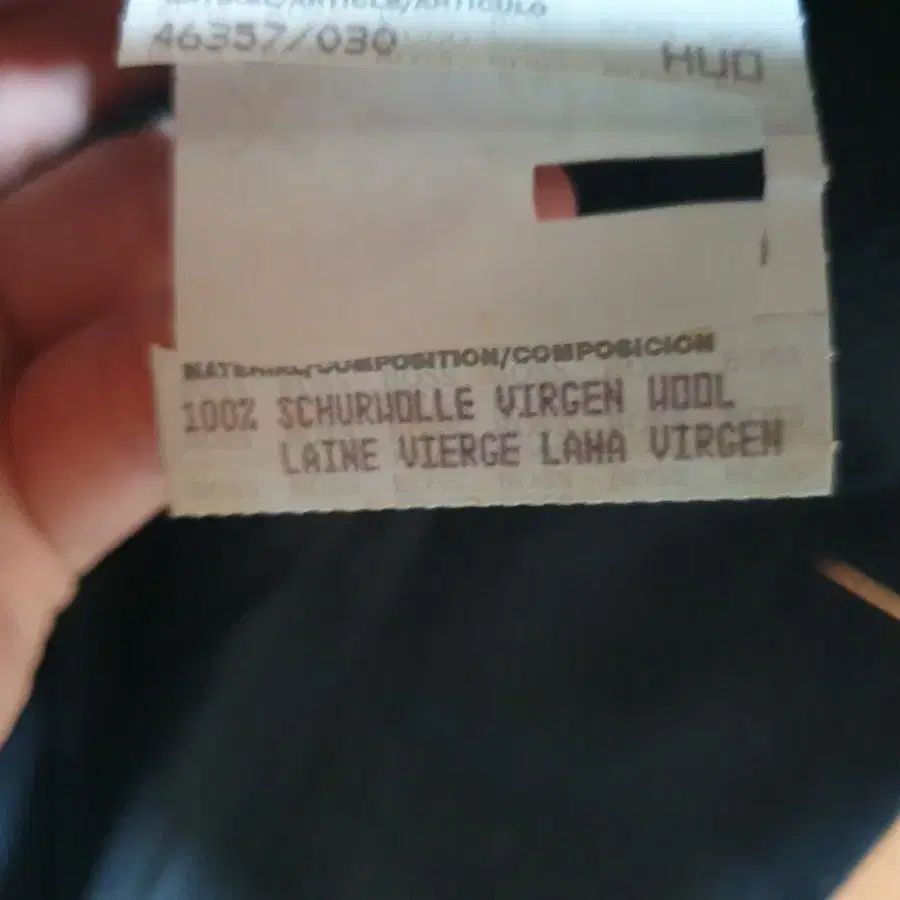 46357/030
HUO
MATERIAL/COMPOSITION/COMPOSICION
100% SCHURWOLLE VIRGEN WOOL
LAINE VIERGE LANA VIRGEN